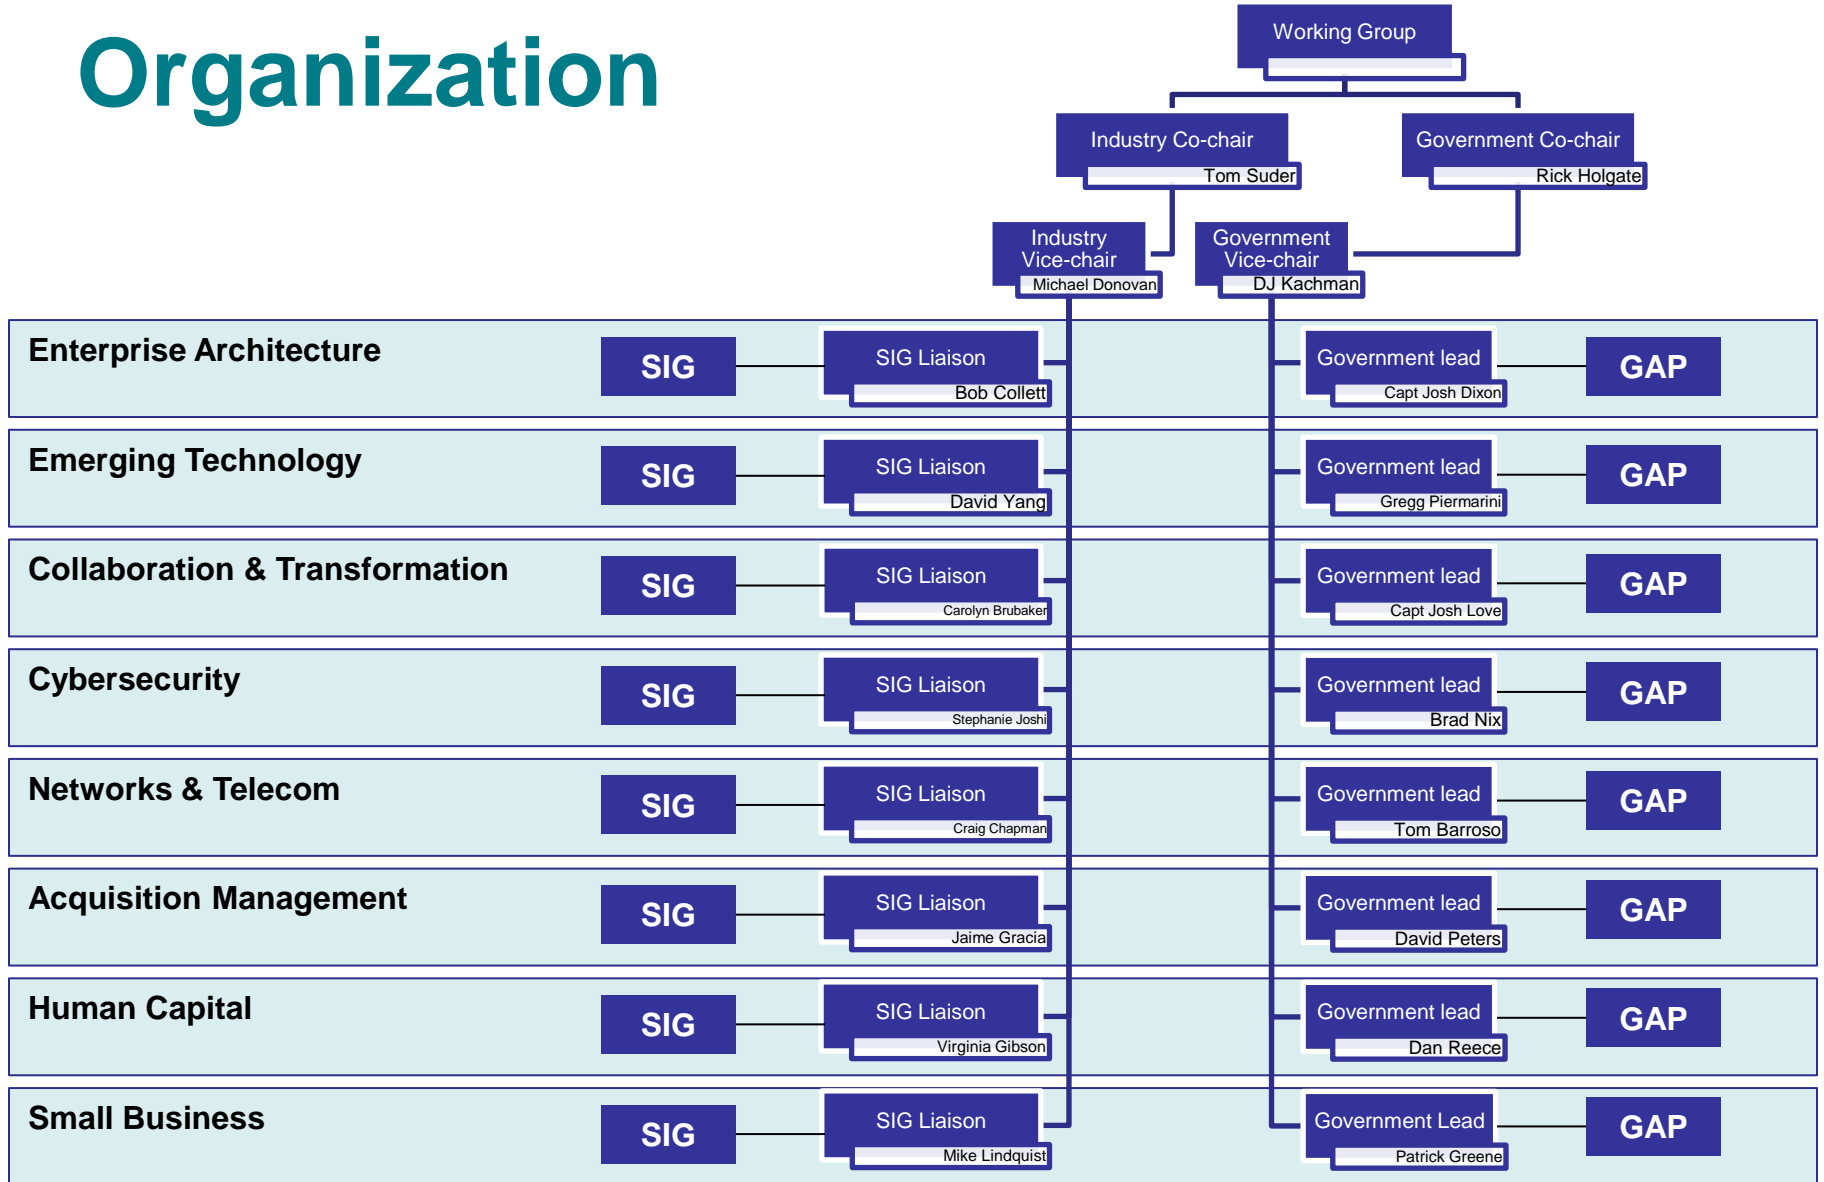 Organization
Working Group
Industry Co-chair
Tom Suder
Government Co-chair
Rick Holgate
Industry
Vice-chair
Michael Donovan
Government
Vice-chair
DJ Kachman
Enterprise Architecture
SIG
SIG Liaison
Bob Collett
Government lead
Capt Josh Dixon
GAP
Emerging Technology
SIG
SIG Liaison
David Yang
Government lead
Gregg Piermarini
GAP
Collaboration & Transformation
SIG
SIG Liaison
Carolyn Brubaker
Government lead
Capt Josh Love
GAP
Cybersecurity
SIG
SIG Liaison
Stephanie Joshi
Government lead
Brad Nix
GAP
Networks & Telecom
SIG
SIG Liaison
Craig Chapman
Government lead
Tom Barroso
GAP
Acquisition Management
SIG
SIG Liaison
Jaime Gracia
Government lead
David Peters
GAP
Human Capital
SIG
SIG Liaison
Virginia Gibson
Government lead
Dan Reece
GAP
Small Business
SIG
SIG Liaison
Mike Lindquist
Government Lead
Patrick Greene
GAP